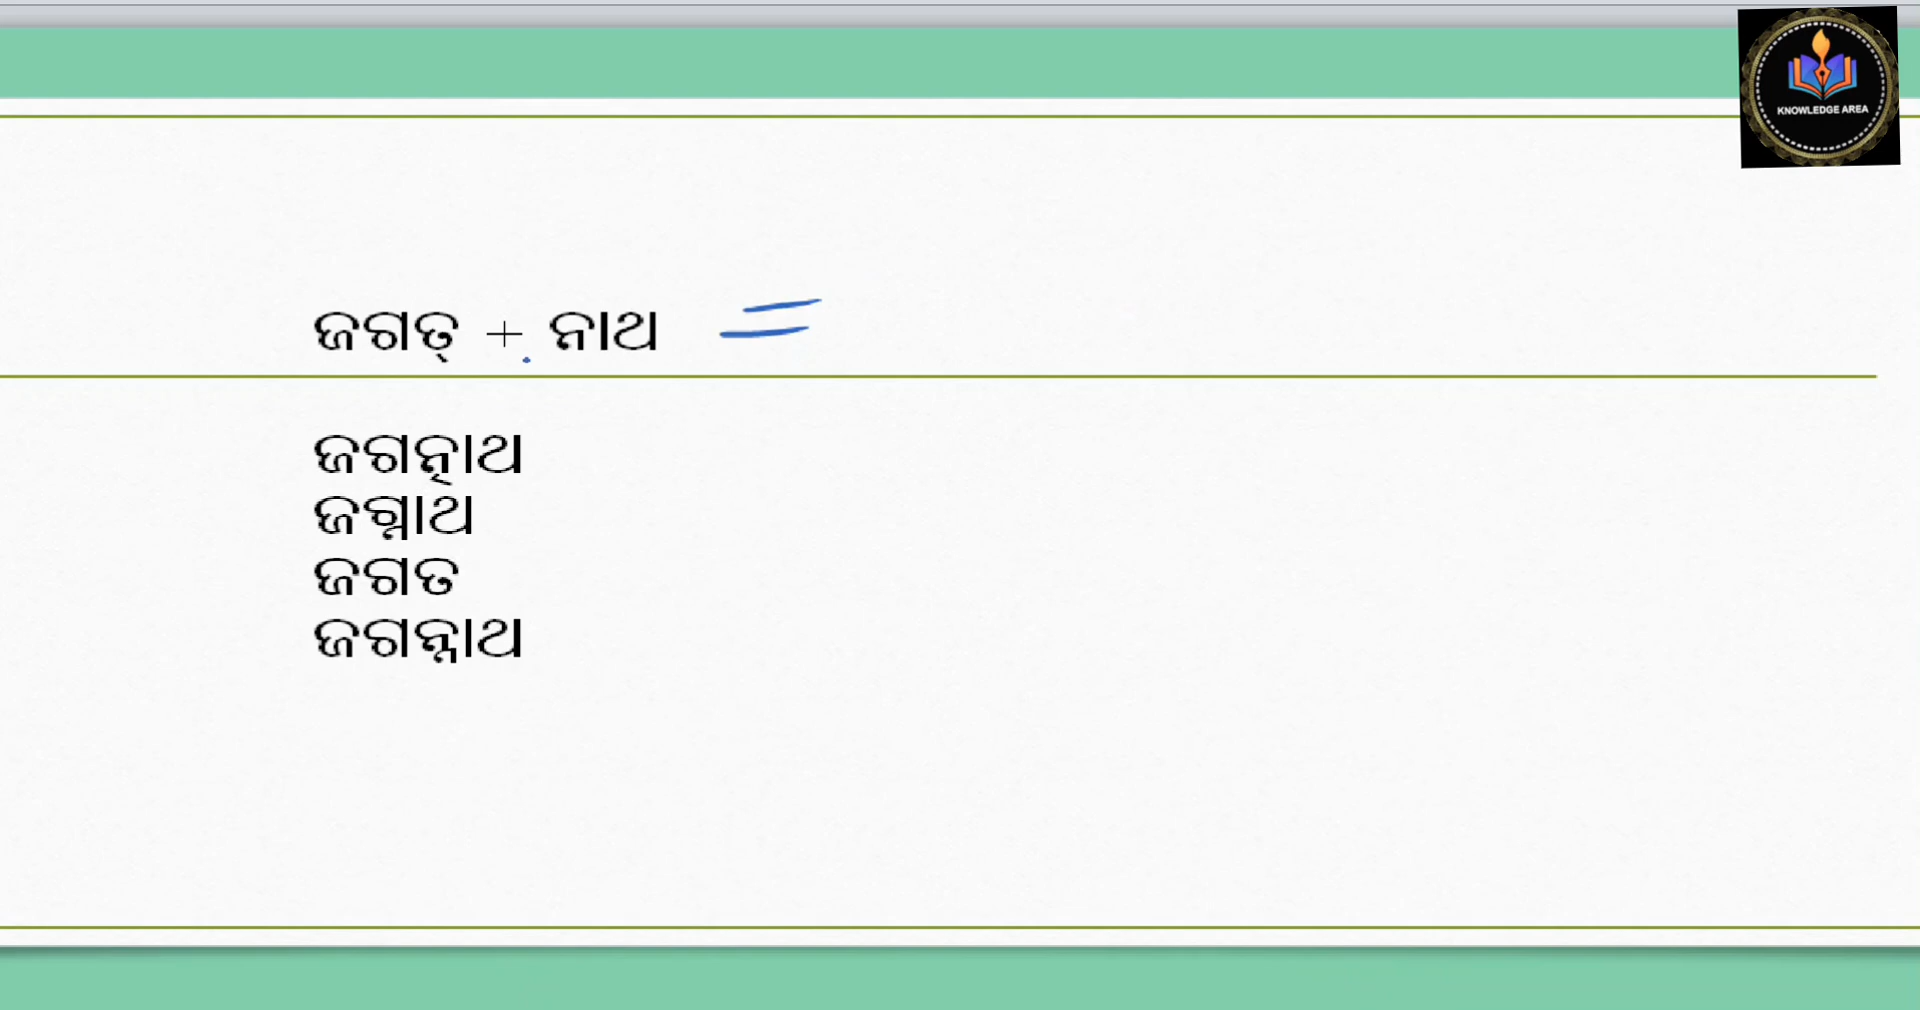 KNOWLEDGE AREA
ଜଗତ୍ + ନାଥ =
ଜଗନ୍ତାଥ
ଜଗ୍ନାଥ
ଜଗତ
ଜଗନ୍ନାଥ